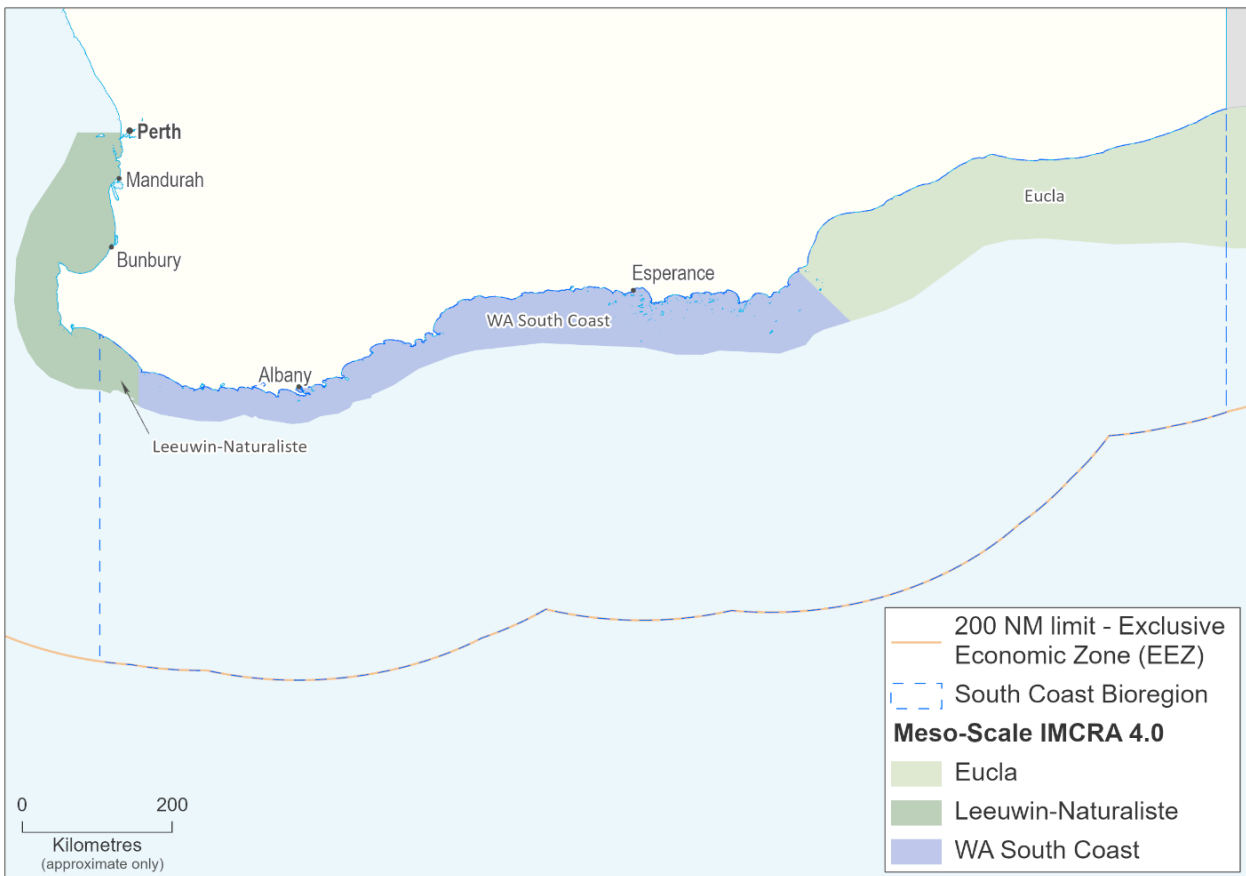 Perth
Mandurah
Bunbury
Eucla
Esperance
WA South Coast
Albany
Leeuwin-Naturaliste
200 NM limit - Exclusive
Economic Zone (EEZ)
South Coast Bioregion
Meso-Scale IMCRA 4.0
Eucla
Leeuwin-Naturaliste
WA South Coast
0 200
Kilometres
(approximate only)